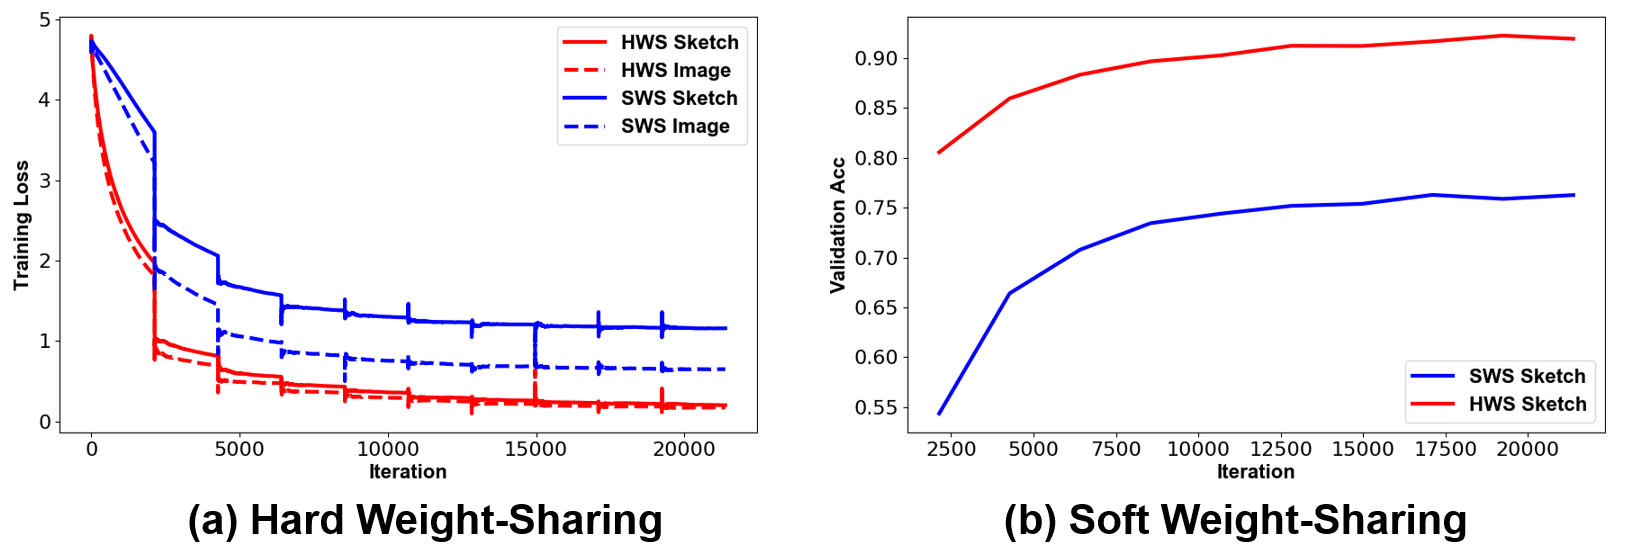 5
4
3
2
1
0
Training Loss
HWS Sketch
HWS Image
SWS Sketch
SWS Image
0 5000 10000 15000 20000
Iteration
(a) Hard Weight-Sharing
0.90
0.85
0.80
0.75
0.70
0.65
0.60
0.55
Validation Acc
SWS Sketch
HWS Sketch
2500 5000 7500 10000 12500 15000 17500 20000
Iteration
(b) Soft Weight-Sharing